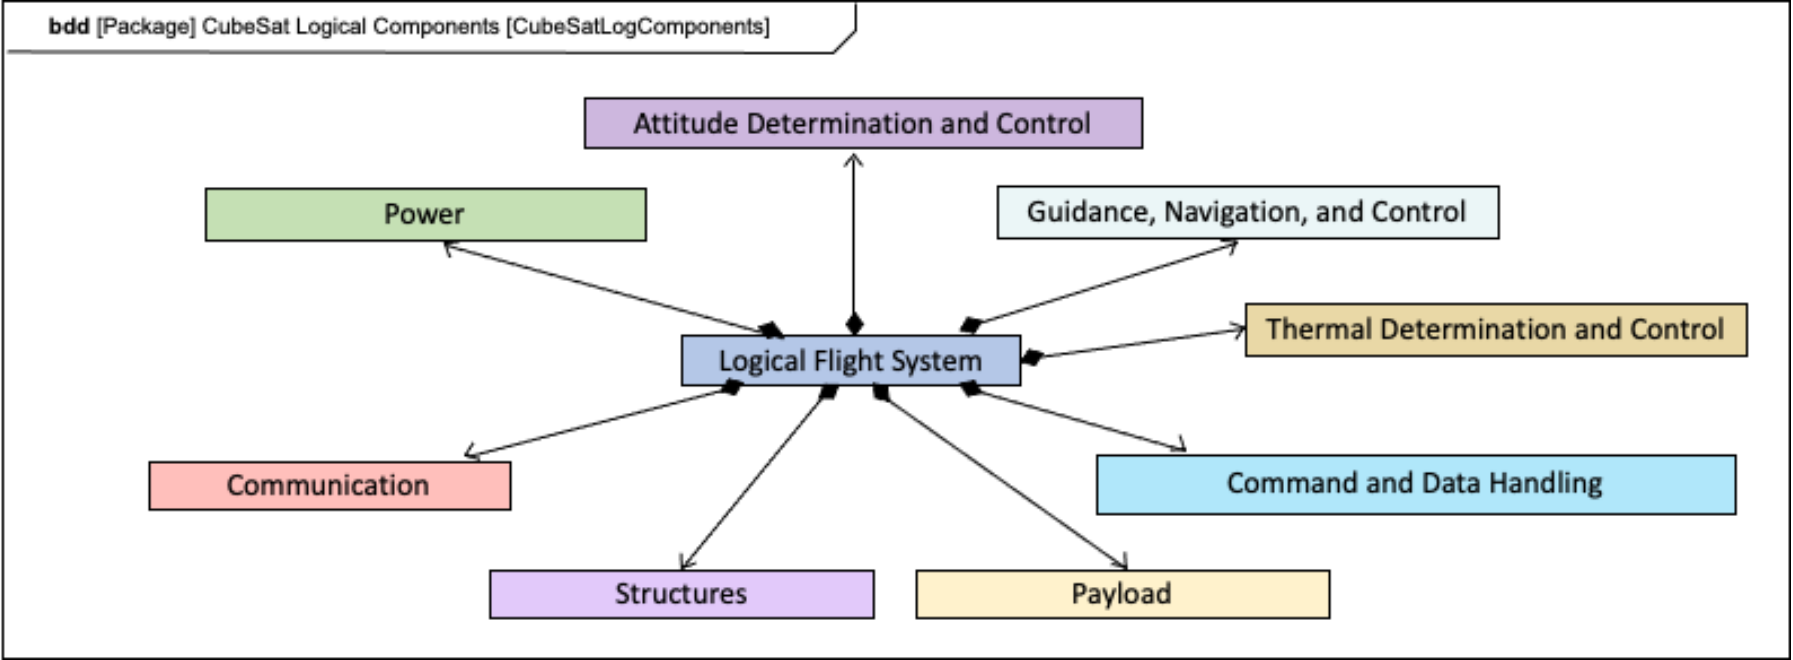 bdd [Package] CubeSat Logical Components [CubeSatLogComponents]
Attitude Determination and Control
Power
Guidance, Navigation, and Control
Thermal Determination and Control
Logical Flight System
Communication
Command and Data Handling
Structures
Payload